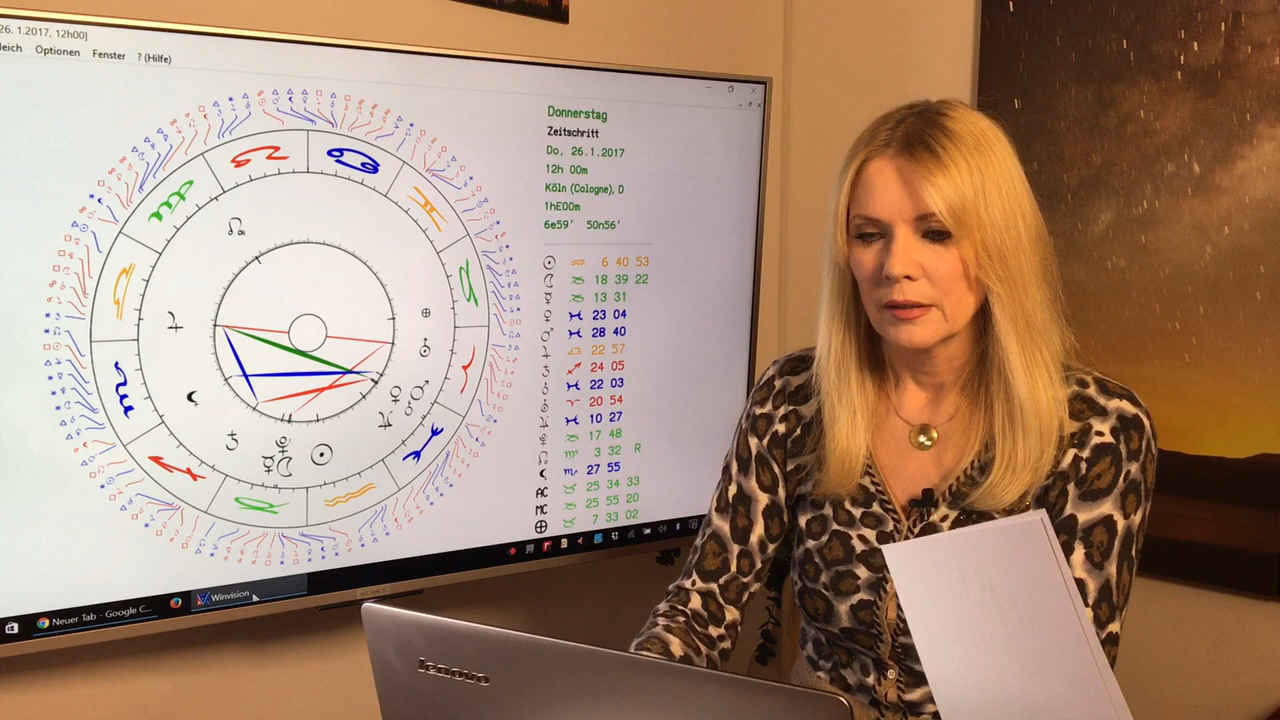 26. 1.2017, 12h00]
leich Optionen Fenster ? (Hilfe)
Donnerstag
Zeitschritt
Do, 26.1.2017
12h 00m
Köln (Cologne), D
1hE00m
6e59' 50n56'
☉ ♒ 6 40 53
☽ ♑ 18 39 22
☿ ♑ 13 31
♀ ♓ 23 04
♂ ♓ 28 40
♃ ♎ 22 57
♄ ♐ 24 05
♓ 22 03
♈ 20 54
♓ 10 27
♑ 17 48
☊ ♍ 3 32 R
♏ 27 55
AC ♉ 25 34 33
MC ♑ 25 55 20
⊕ ♉ 7 33 02
Neuer Tab - Google C...
Winvision
lenovo